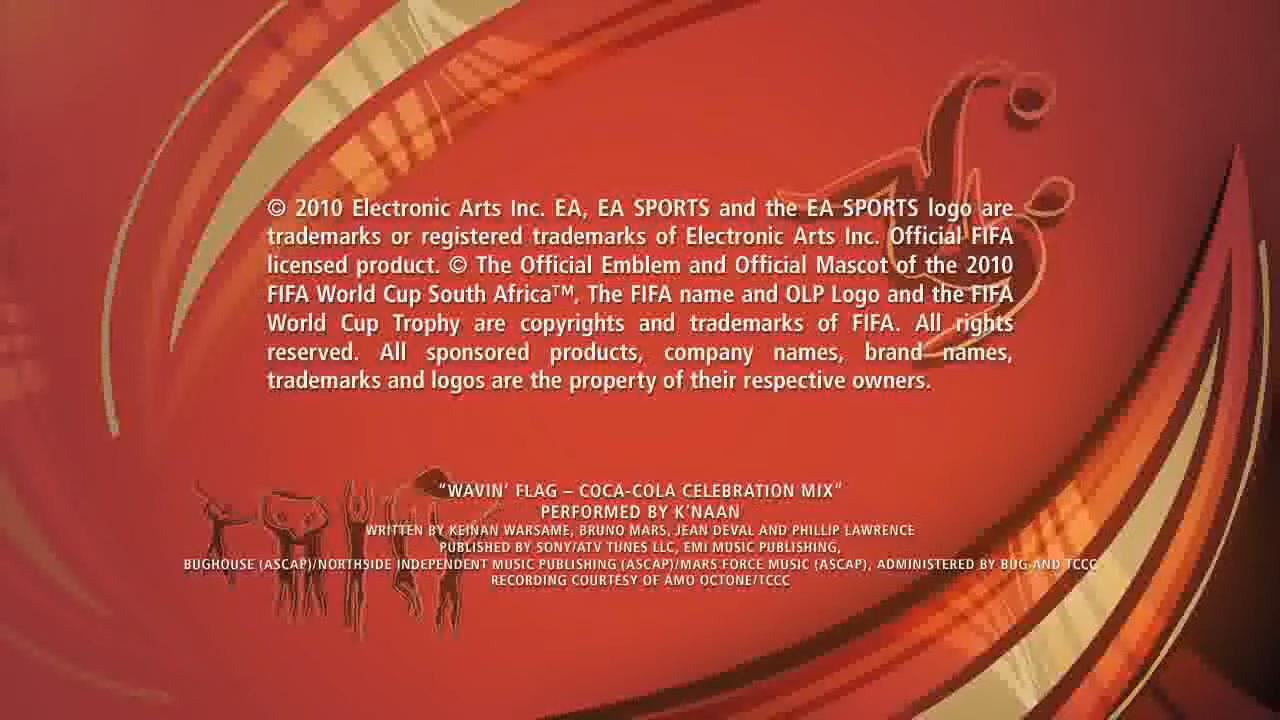 © 2010 Electronic Arts Inc. EA, EA SPORTS and the EA SPORTS logo are
trademarks or registered trademarks of Electronic Arts Inc. Official FIFA
licensed product. © The Official Emblem and Official Mascot of the 2010
FIFA World Cup South Africa™, The FIFA name and OLP Logo and the FIFA
World Cup Trophy are copyrights and trademarks of FIFA. All rights
reserved. All sponsored products, company names, brand names,
trademarks and logos are the property of their respective owners.
“WAVIN’ FLAG – COCA-COLA CELEBRATION MIX”
PERFORMED BY K’NAAN
WRITTEN BY KEINAN WARSAME, BRUNO MARS, JEAN DEVAL AND PHILLIP LAWRENCE
PUBLISHED BY SONY/ATV TUNES LLC, EMI MUSIC PUBLISHING,
BUGHOUSE (ASCAP)/NORTHSIDE INDEPENDENT MUSIC PUBLISHING (ASCAP)/MARS FORCE MUSIC (ASCAP), ADMINISTERED BY BUG AND TCCC
RECORDING COURTESY OF AMO OCTONE/TCCC